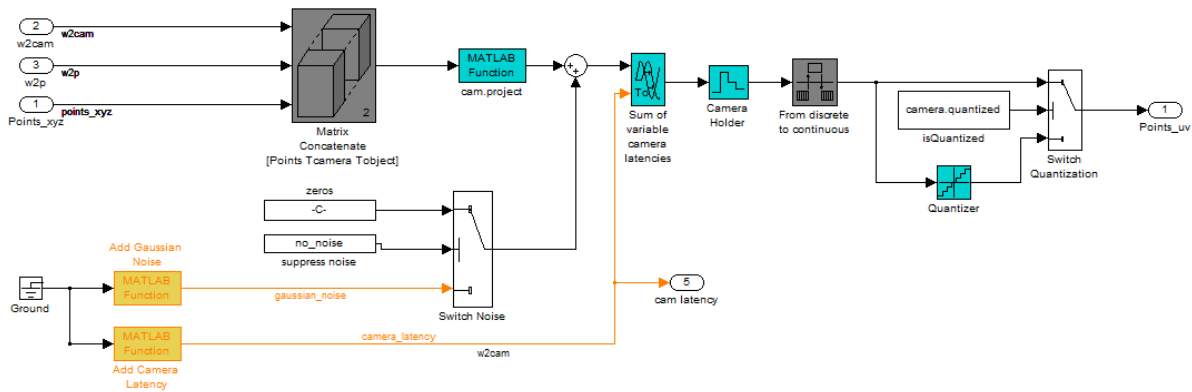 2
w2cam
w2cam
3
w2p
w2p
1
Points_xyz
points_xyz
2
Matrix
Concatenate
[Points Tcamera Tobject]
MATLAB
Function
cam.project
+
+
To
Sum of
variable
camera
latencies
Camera
Holder
From discrete
to continuous
camera.quantized
isQuantized
Quantizer
Switch
Quantization
1
Points_uv
zeros
-C-
no_noise
suppress noise
Switch Noise
Add Gaussian
Noise
MATLAB
Function
gaussian_noise
Ground
MATLAB
Function
Add Camera
Latency
camera_latency
w2cam
5
cam latency